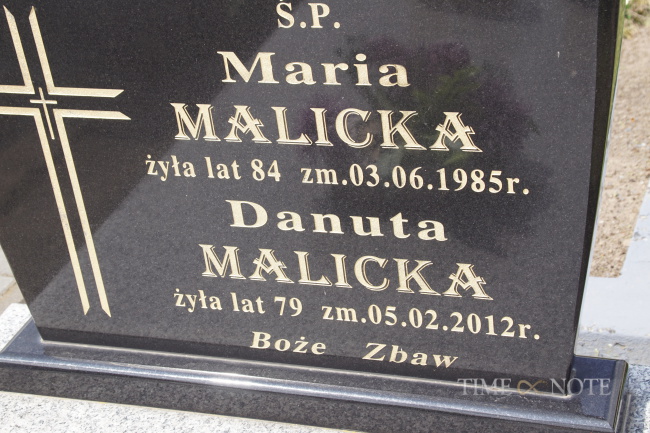 Ś.P.
Maria
MALICKA
żyła lat 84 zm.03.06.1985r.
Danuta
MALICKA
żyła lat 79 zm.05.02.2012r.
Boże Zbaw
TIME NOTE